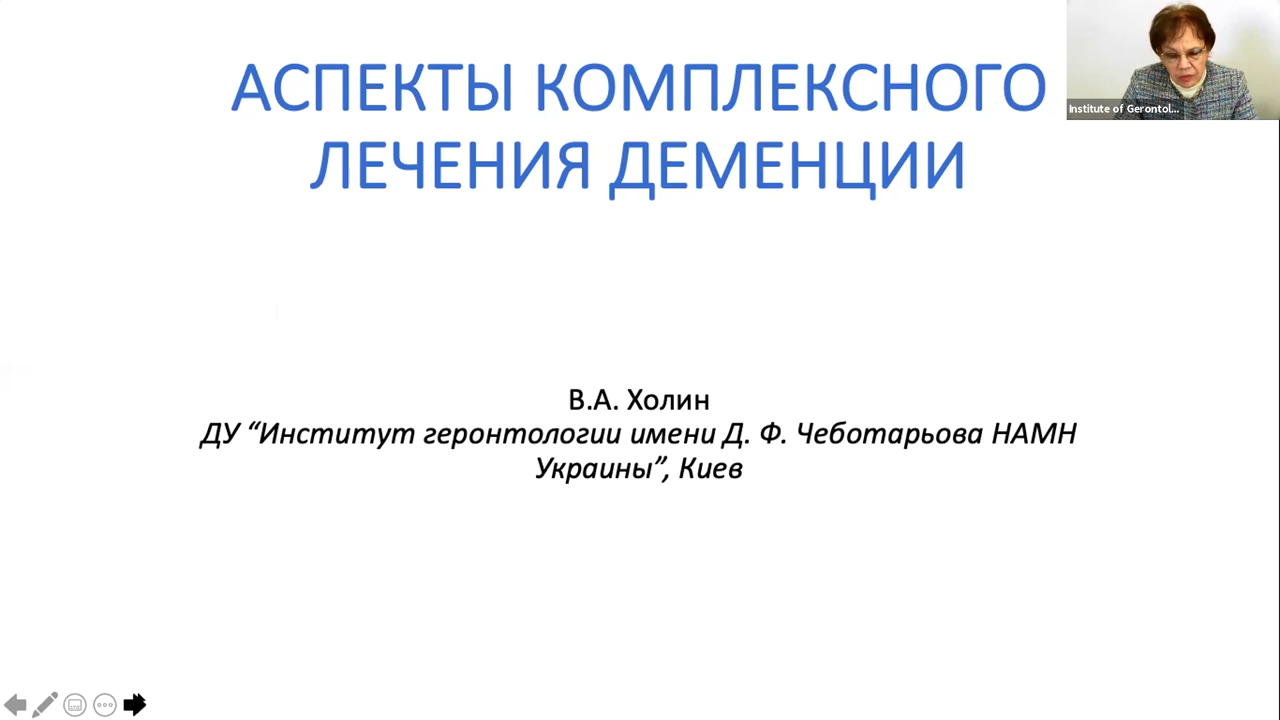 АСПЕКТЫ КОМПЛЕКСНОГО
ЛЕЧЕНИЯ ДЕМЕНЦИИ
Institute of Gerontol...
В.А. Холин
ДУ “Институт геронтологии имени Д. Ф. Чеботарьова НАМН
Украины”, Киев